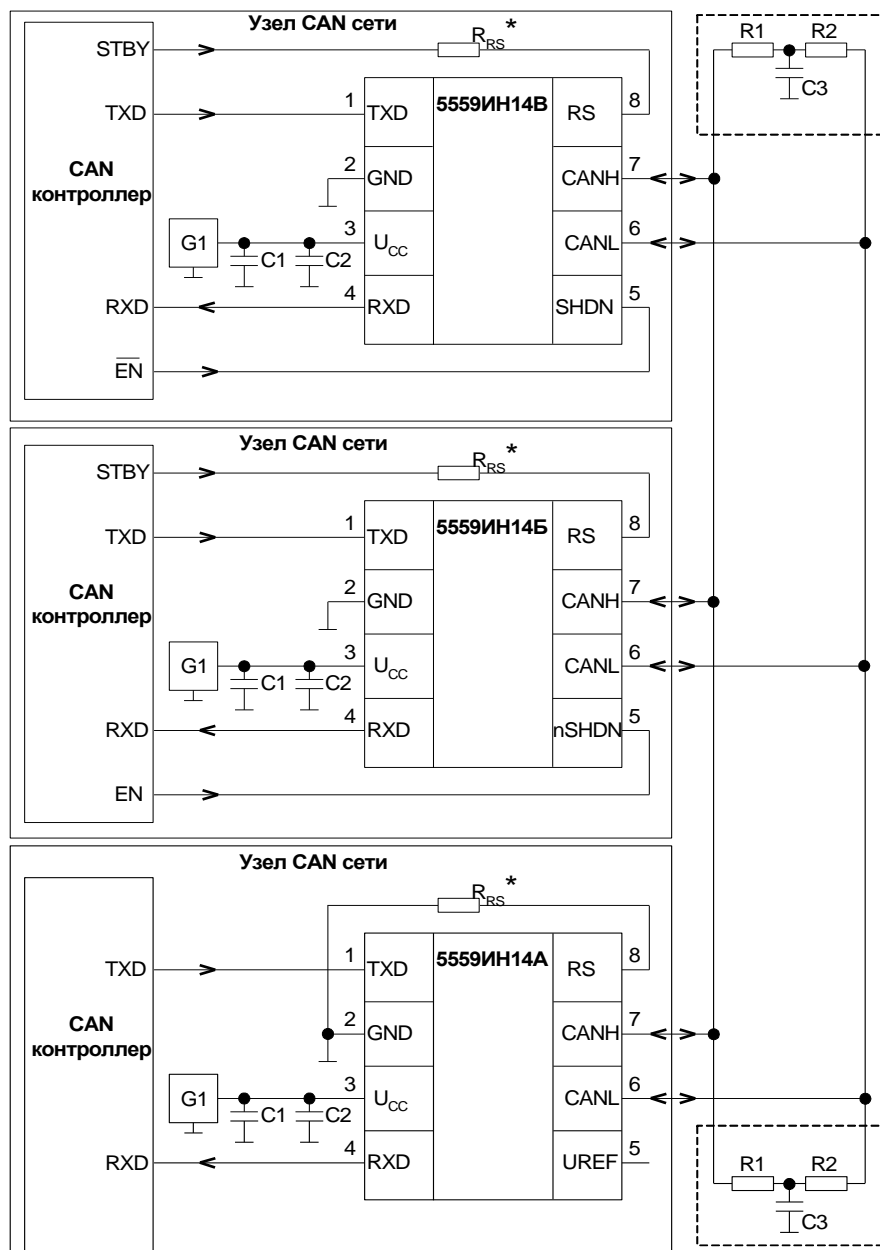 Узел CAN сети
STBY
R_RS*
R1
R2
C3
TXD
1
TXD
5559ИН14В
RS
8
CAN
контроллер
2
GND
CANH
7
G1
C1
C2
3
U_CC
CANL
6
RXD
4
RXD
SHDN
5
E̅N̅
Узел CAN сети
STBY
R_RS*
TXD
1
TXD
5559ИН14Б
RS
8
CAN
контроллер
2
GND
CANH
7
G1
C1
C2
3
U_CC
CANL
6
RXD
4
RXD
nSHDN
5
EN
Узел CAN сети
R_RS*
TXD
1
TXD
5559ИН14А
RS
8
CAN
контроллер
2
GND
CANH
7
G1
C1
C2
3
U_CC
CANL
6
RXD
4
RXD
UREF
5
R1
R2
C3